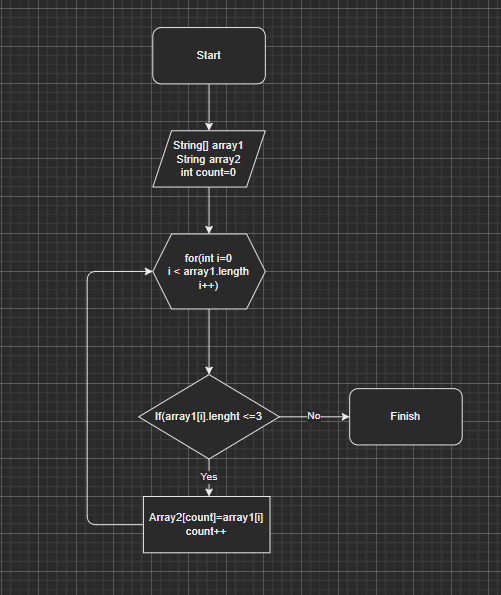 Start
String[] array1
String array2
int count=0
for(int i=0
i < array1.length
i++)
If(array1[i].lenght <=3
No
Finish
Yes
Array2[count]=array1[i]
count++